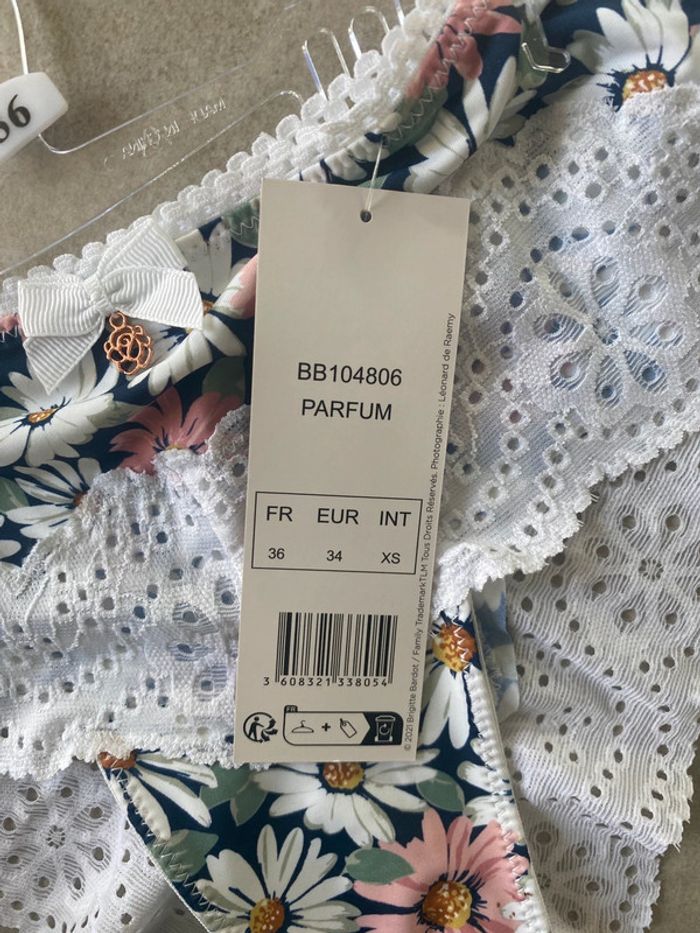 36
BB104806
PARFUM
FR EUR INT
36 34 XS
3 608321 338054
FR
+
© 2021 Brigitte Bardot / Family TrademarkTLM Tous Droits Réservés. Photographie : Léonard de Raemy